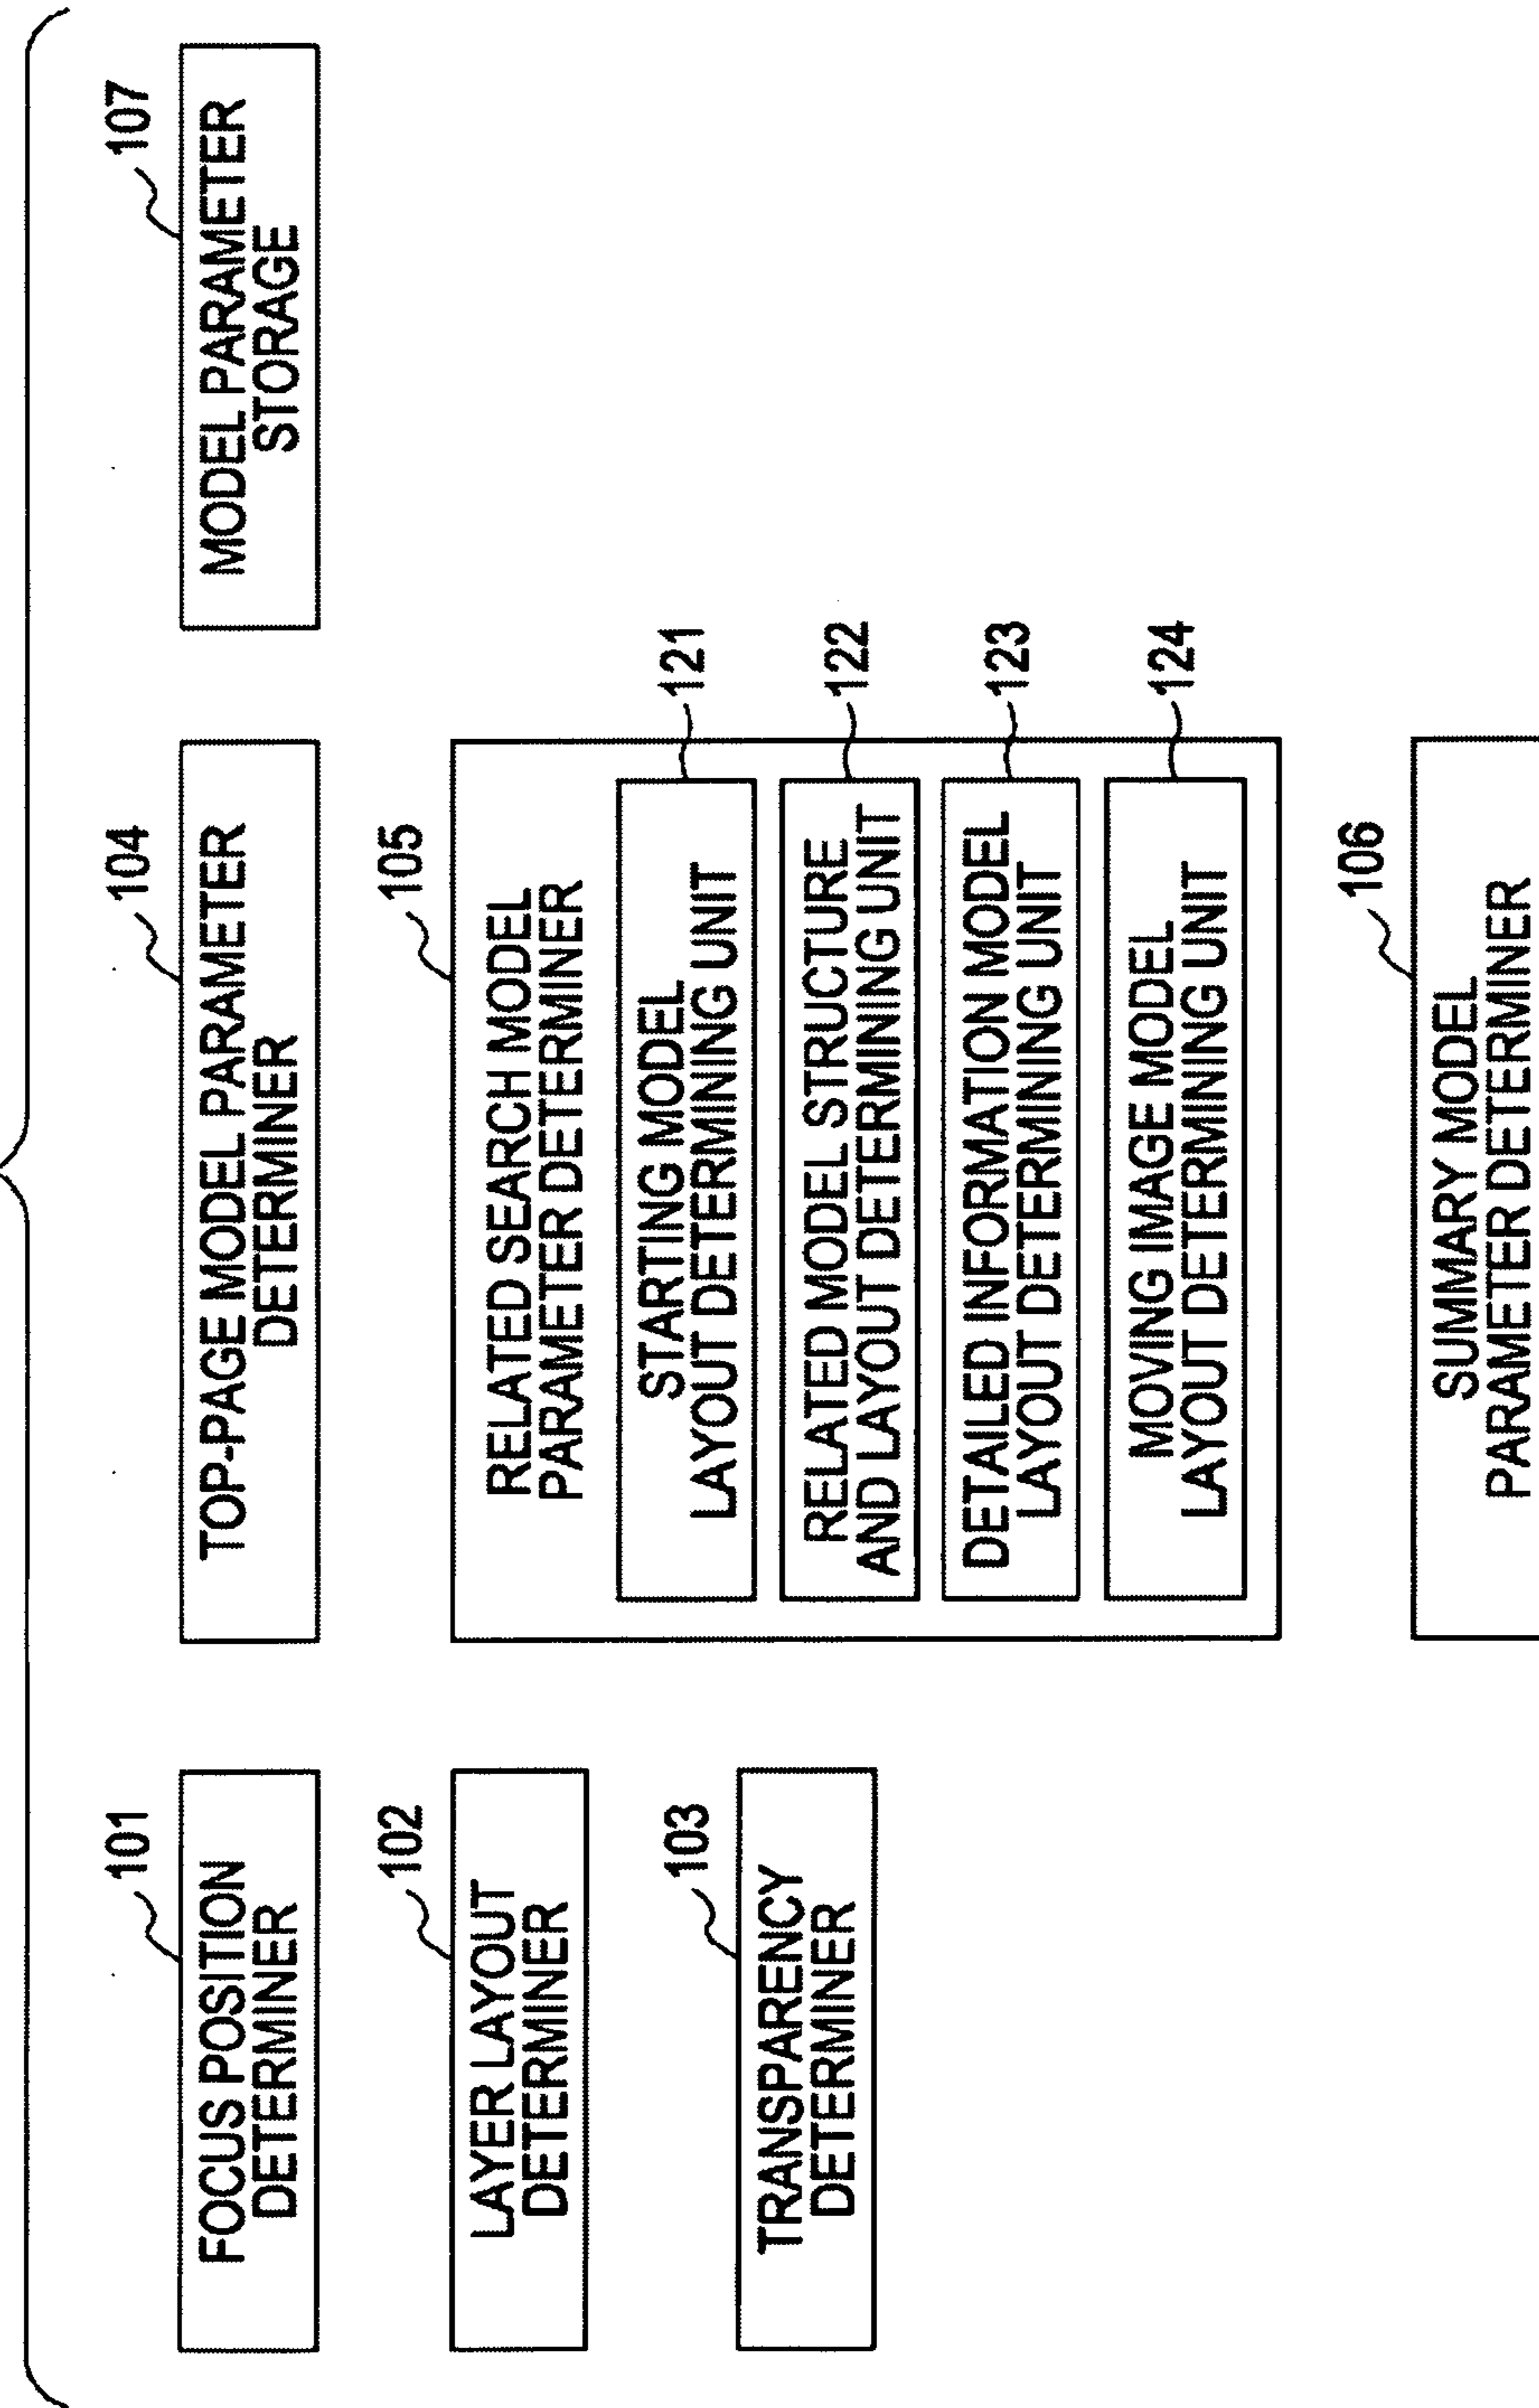 101
FOCUS POSITION
DETERMINER
102
LAYER LAYOUT
DETERMINER
103
TRANSPARENCY
DETERMINER
104
TOP-PAGE MODEL PARAMETER
DETERMINER
105
RELATED SEARCH MODEL
PARAMETER DETERMINER
121
STARTING MODEL
LAYOUT DETERMINING UNIT
122
RELATED MODEL STRUCTURE
AND LAYOUT DETERMINING UNIT
123
DETAILED INFORMATION MODEL
LAYOUT DETERMINING UNIT
124
MOVING IMAGE MODEL
LAYOUT DETERMINING UNIT
106
SUMMARY MODEL
PARAMETER DETERMINER
107
MODEL PARAMETER
STORAGE